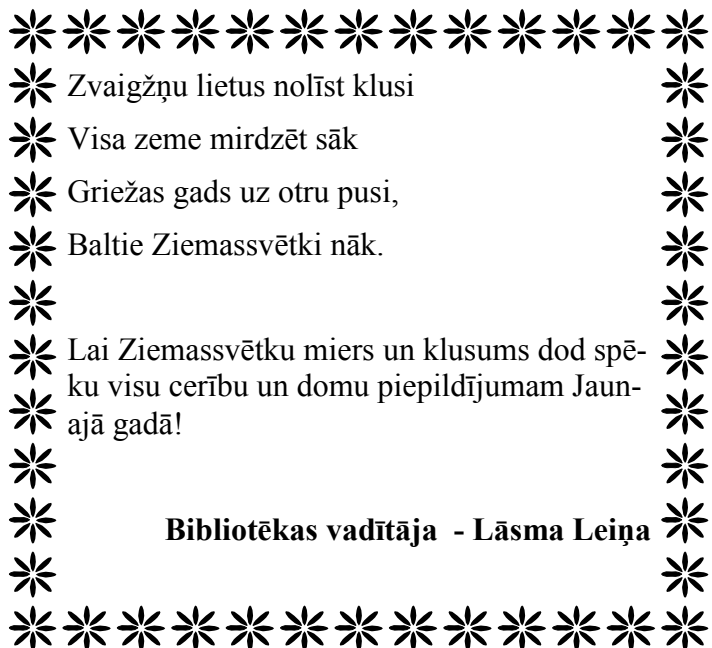 Zvaigžņu lietus nolīst klusi
Visa zeme mirdzēt sāk
Griežas gads uz otru pusi,
Baltie Ziemassvētki nāk.
Lai Ziemassvētku miers un klusums dod spē-
ku visu cerību un domu piepildījumam Jaun-
ajā gadā!
Bibliotēkas vadītāja - Lāsma Leiņa